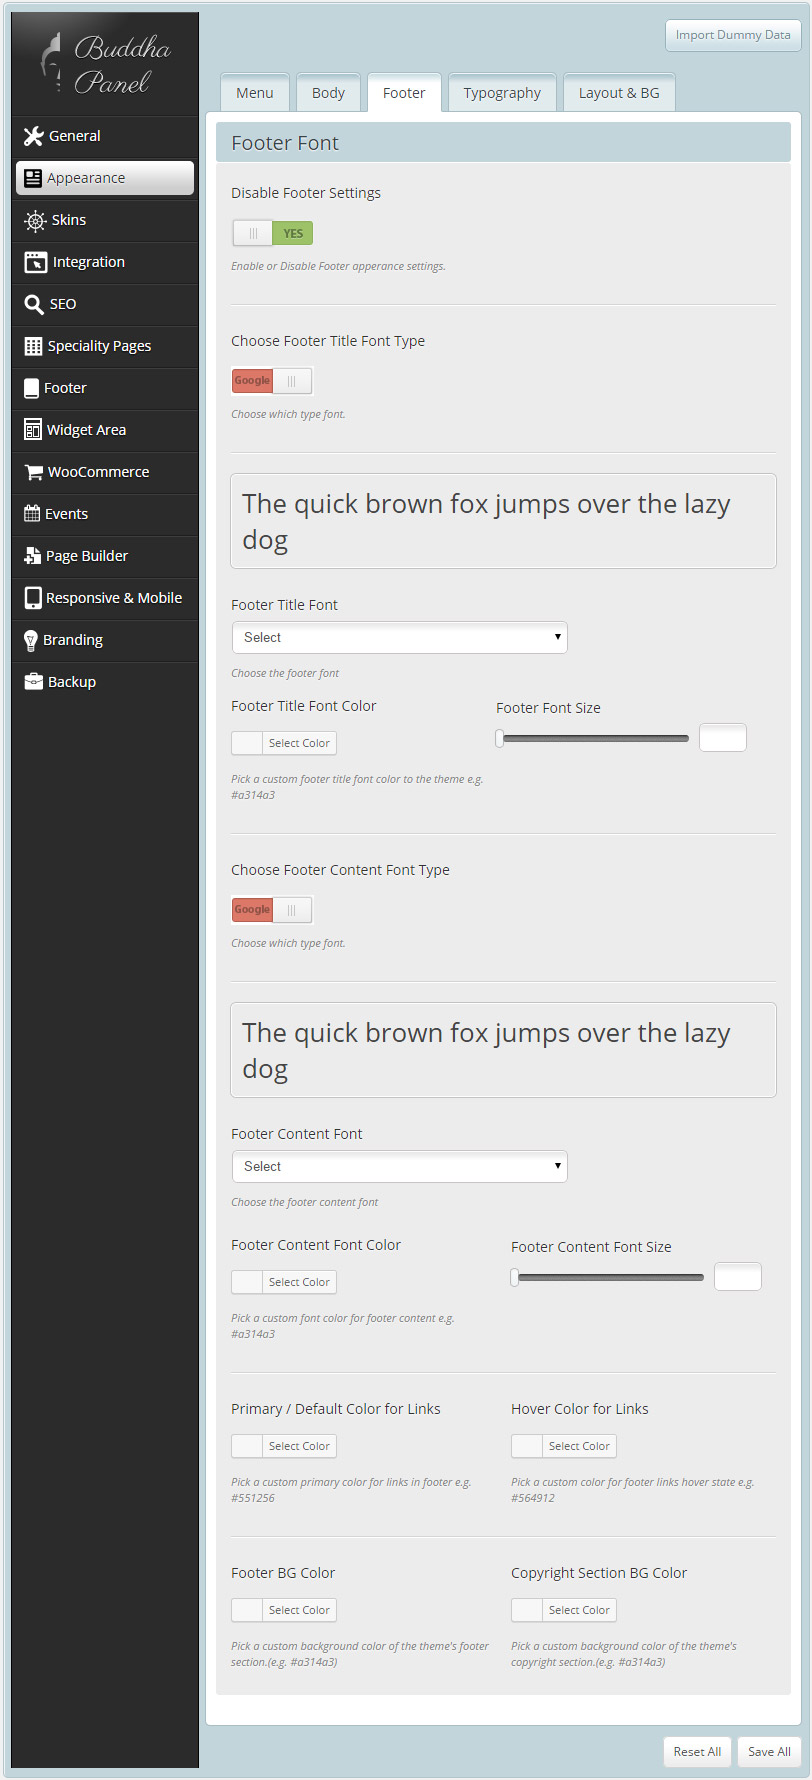 Buddha
Panel
Import Dummy Data
General
Appearance
Skins
Integration
SEO
Speciality Pages
Footer
Widget Area
WooCommerce
Events
Page Builder
Responsive & Mobile
Branding
Backup
Menu Body Footer Typography Layout & BG
Footer Font
Disable Footer Settings
YES
Enable or Disable Footer apperance settings.
Choose Footer Title Font Type
Google
Choose which type font.
The quick brown fox jumps over the lazy
dog
Footer Title Font
Select
Choose the footer font
Footer Title Font Color
Select Color
Pick a custom footer title font color to the theme e.g.
#a314a3
Footer Font Size
Choose Footer Content Font Type
Google
Choose which type font.
The quick brown fox jumps over the lazy
dog
Footer Content Font
Select
Choose the footer content font
Footer Content Font Color
Select Color
Pick a custom font color for footer content e.g.
#a314a3
Footer Content Font Size
Primary / Default Color for Links
Select Color
Pick a custom primary color for links in footer e.g.
#551256
Hover Color for Links
Select Color
Pick a custom color for footer links hover state e.g.
#564912
Footer BG Color
Select Color
Pick a custom background color of the theme's footer
section.(e.g. #a314a3)
Copyright Section BG Color
Select Color
Pick a custom background color of the theme's
copyright section.(e.g. #a314a3)
Reset All Save All